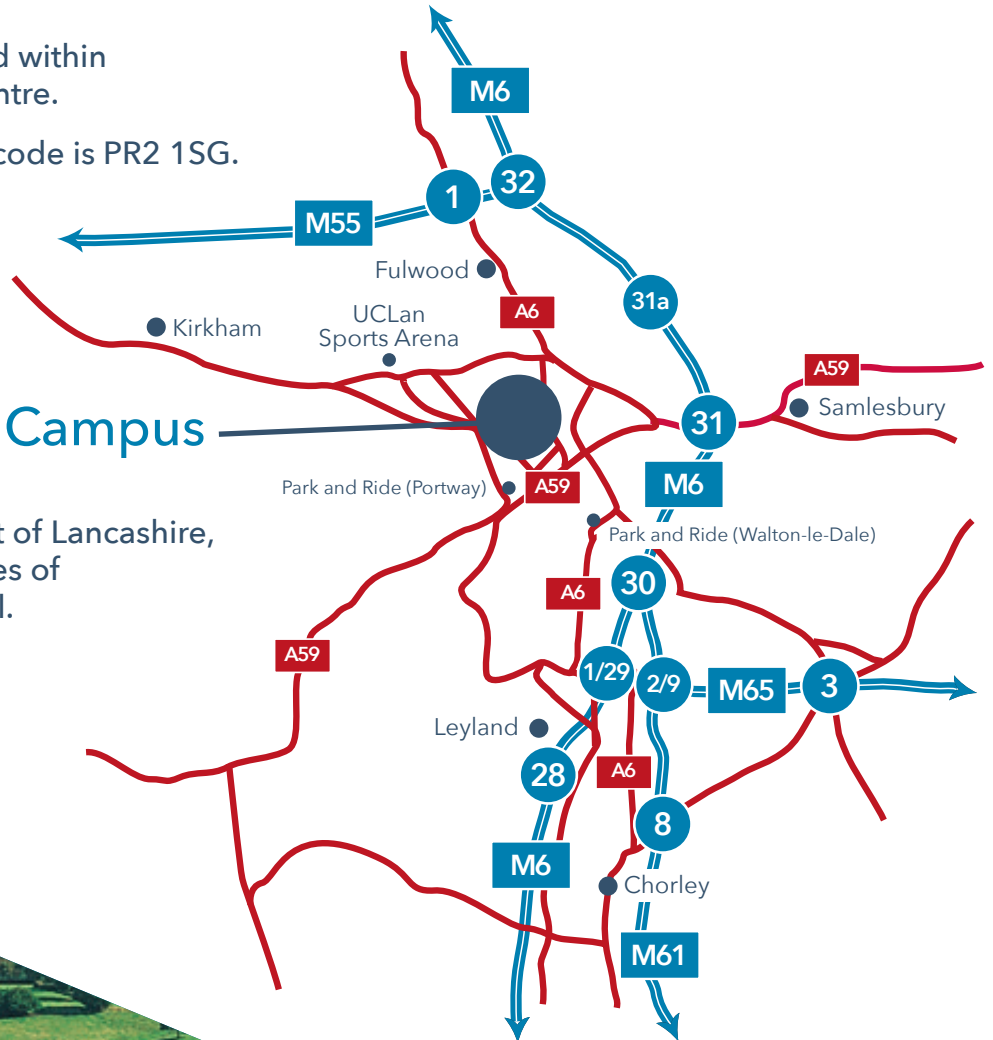 d within
ntre.
code is PR2 1SG.
M6
32
1
M55
Fulwood
31a
A6
UCLan
Sports Arena
Kirkham
A59
Samlesbury
31
Campus
M6
Park and Ride (Portway)
A59
Park and Ride (Walton-le-Dale)
t of Lancashire,
es of
l.
30
A6
A59
1/29
2/9
M65
3
Leyland
28
A6
8
M6
Chorley
M61